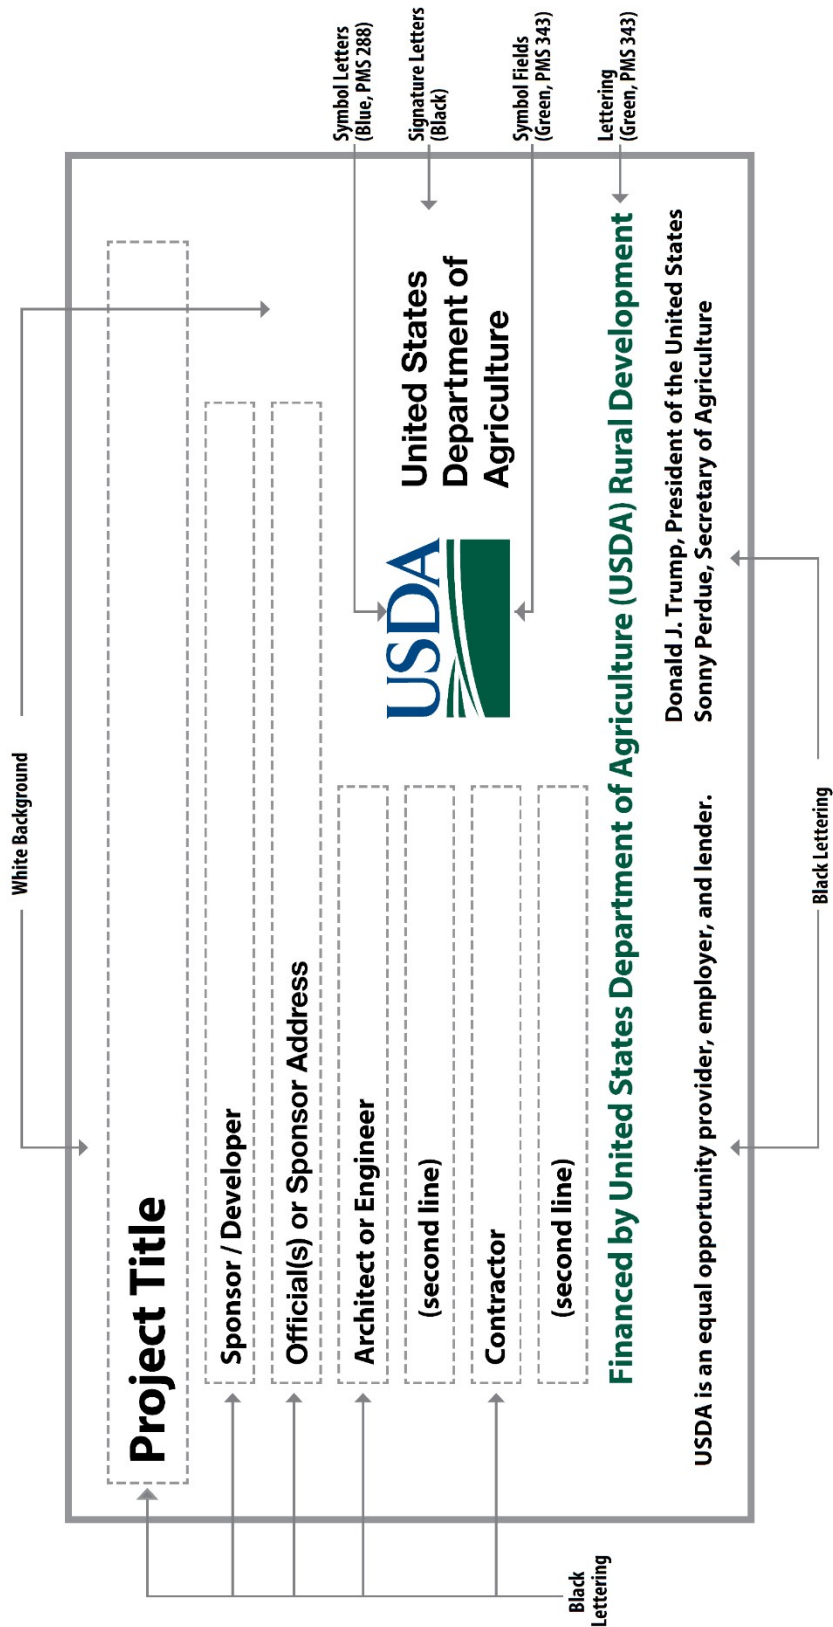 White Background
Project Title
Sponsor / Developer
Official(s) or Sponsor Address
Architect or Engineer
(second line)
Contractor
(second line)
USDA
United States
Department of
Agriculture
Financed by United States Department of Agriculture (USDA) Rural Development
USDA is an equal opportunity provider, employer, and lender.
Donald J. Trump, President of the United States
Sonny Perdue, Secretary of Agriculture
Black
Lettering
Symbol Letters
(Blue, PMS 288)
Signature Letters
(Black)
Symbol Fields
(Green, PMS 343)
Lettering
(Green, PMS 343)
Black Lettering